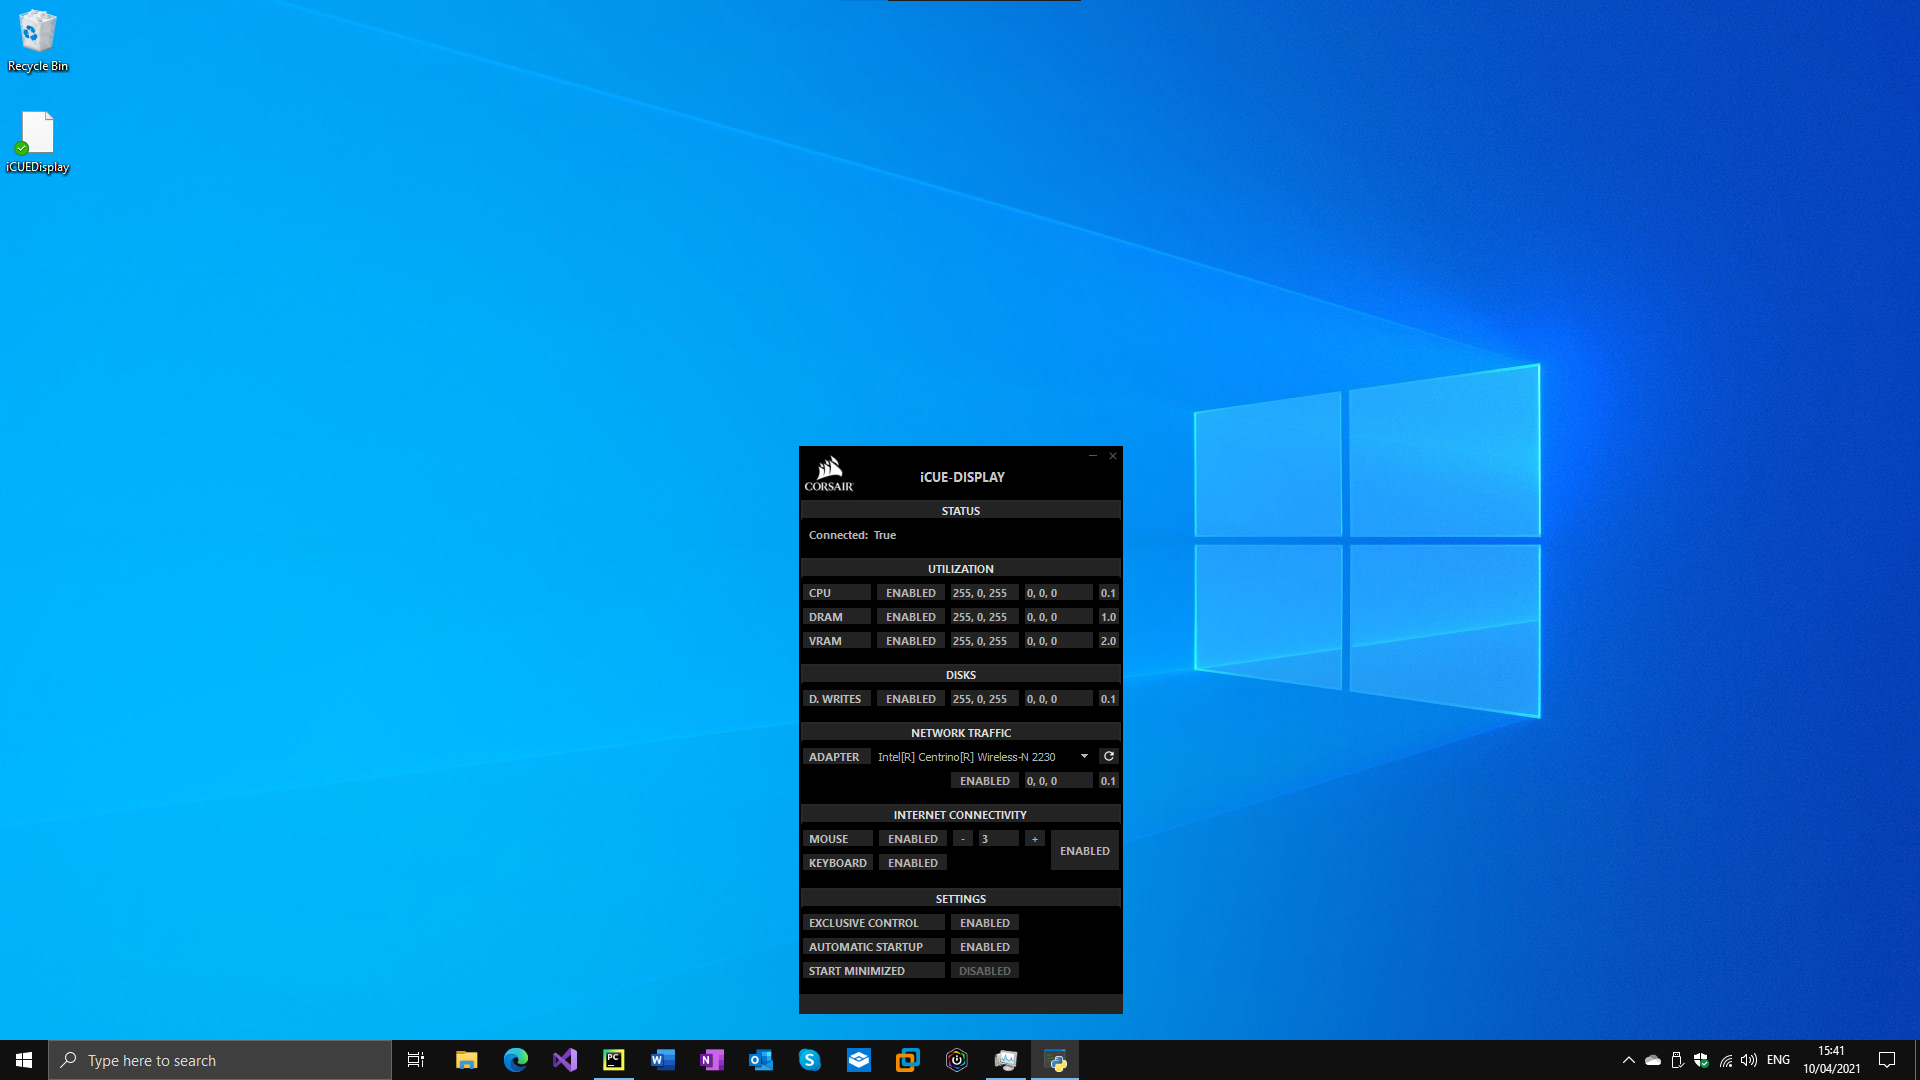 Recycle Bin
iCUEDisplay
CORSAIR
iCUE-DISPLAY
STATUS
Connected: True
UTILIZATION
CPU ENABLED 255, 0, 255 0, 0, 0 0.1
DRAM ENABLED 255, 0, 255 0, 0, 0 1.0
VRAM ENABLED 255, 0, 255 0, 0, 0 2.0
DISKS
D. WRITES ENABLED 255, 0, 255 0, 0, 0 0.1
NETWORK TRAFFIC
ADAPTER Intel[R] Centrino[R] Wireless-N 2230
ENABLED 0, 0, 0 0.1
INTERNET CONNECTIVITY
MOUSE ENABLED - 3 +
ENABLED
KEYBOARD ENABLED
SETTINGS
EXCLUSIVE CONTROL ENABLED
AUTOMATIC STARTUP ENABLED
START MINIMIZED DISABLED
Type here to search
PC
W
N
O
S
ENG
15:41
10/04/2021